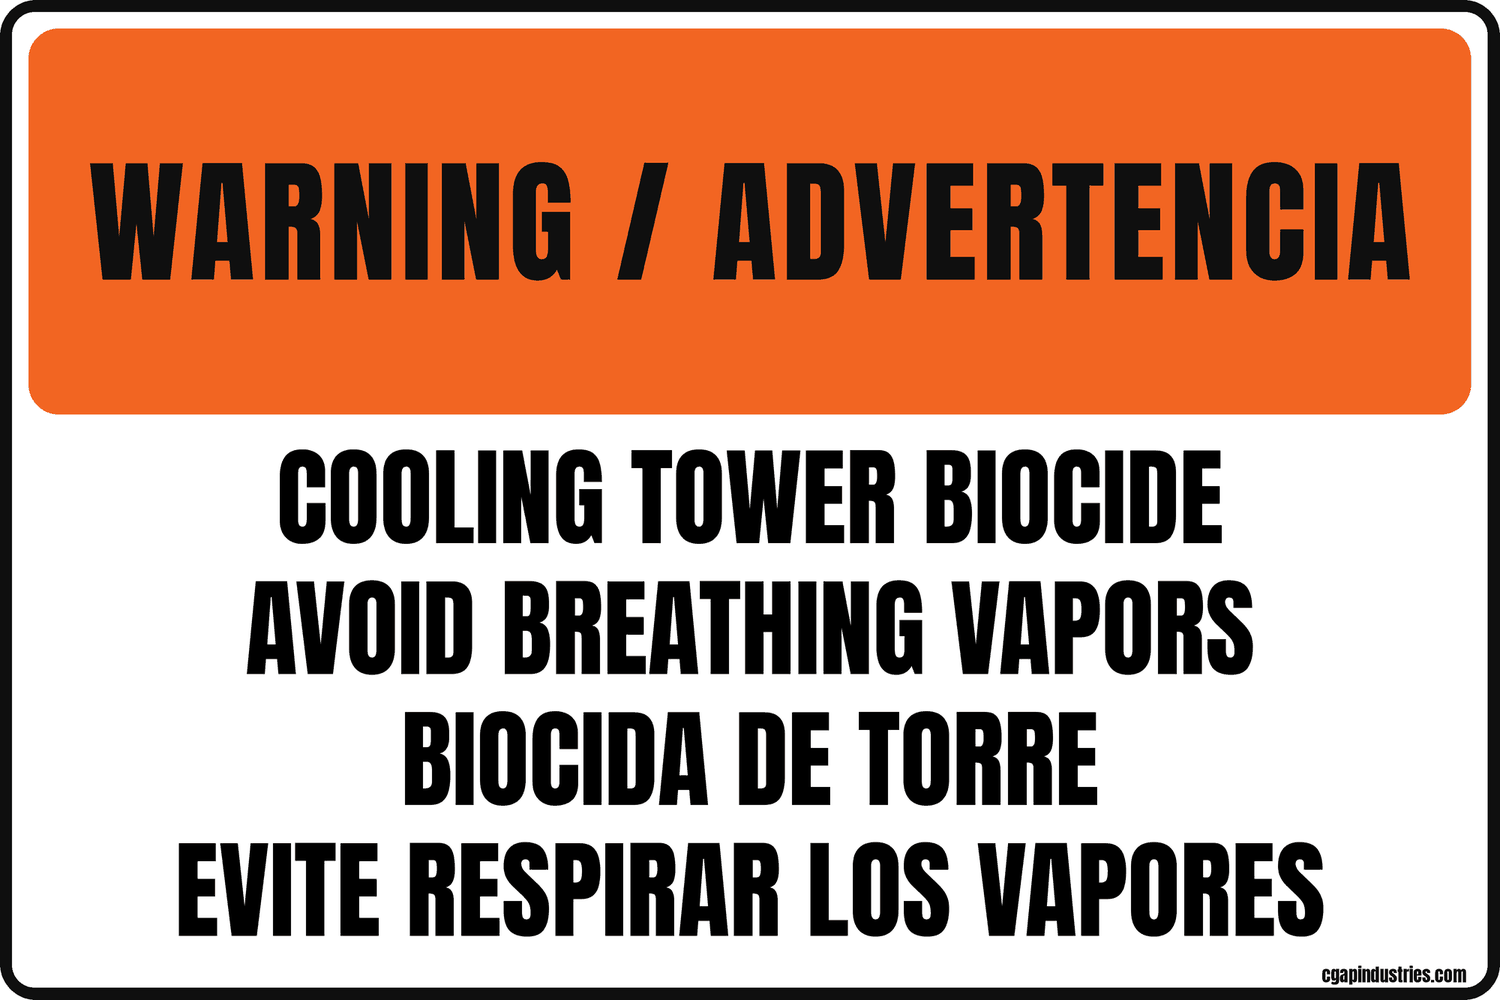 WARNING / ADVERTENCIA
COOLING TOWER BIOCIDE
AVOID BREATHING VAPORS
BIOCIDA DE TORRE
EVITE RESPIRAR LOS VAPORES
cgapindustries.com